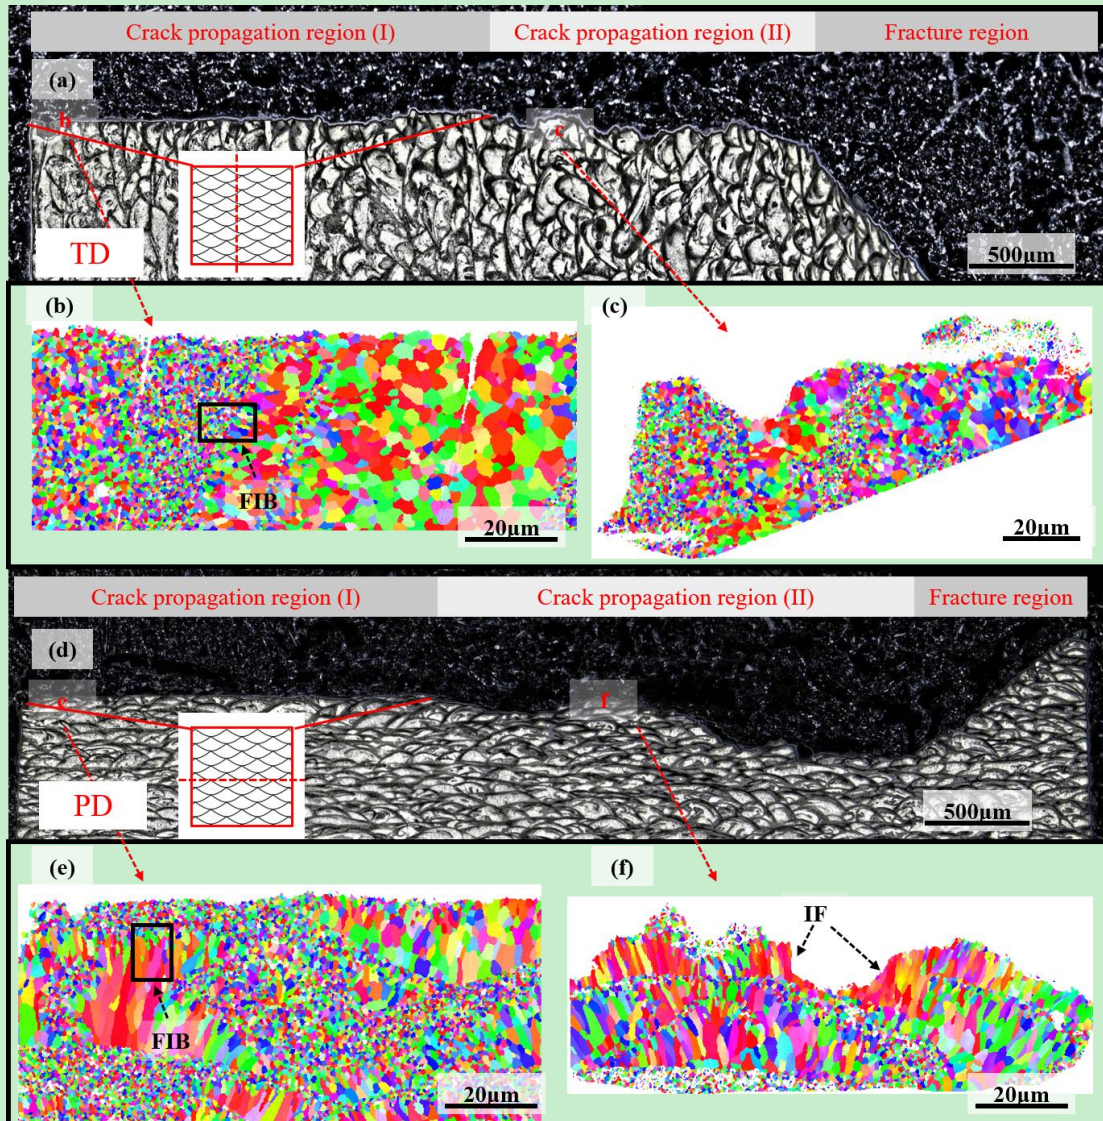 Crack propagation region (I) Crack propagation region (II) Fracture region
(a)
b
c
TD
500μm
(b)
(c)
FIB
20μm
20μm
Crack propagation region (I) Crack propagation region (II) Fracture region
(d)
e
f
PD
500μm
(e)
(f)
IF
FIB
20μm
20μm